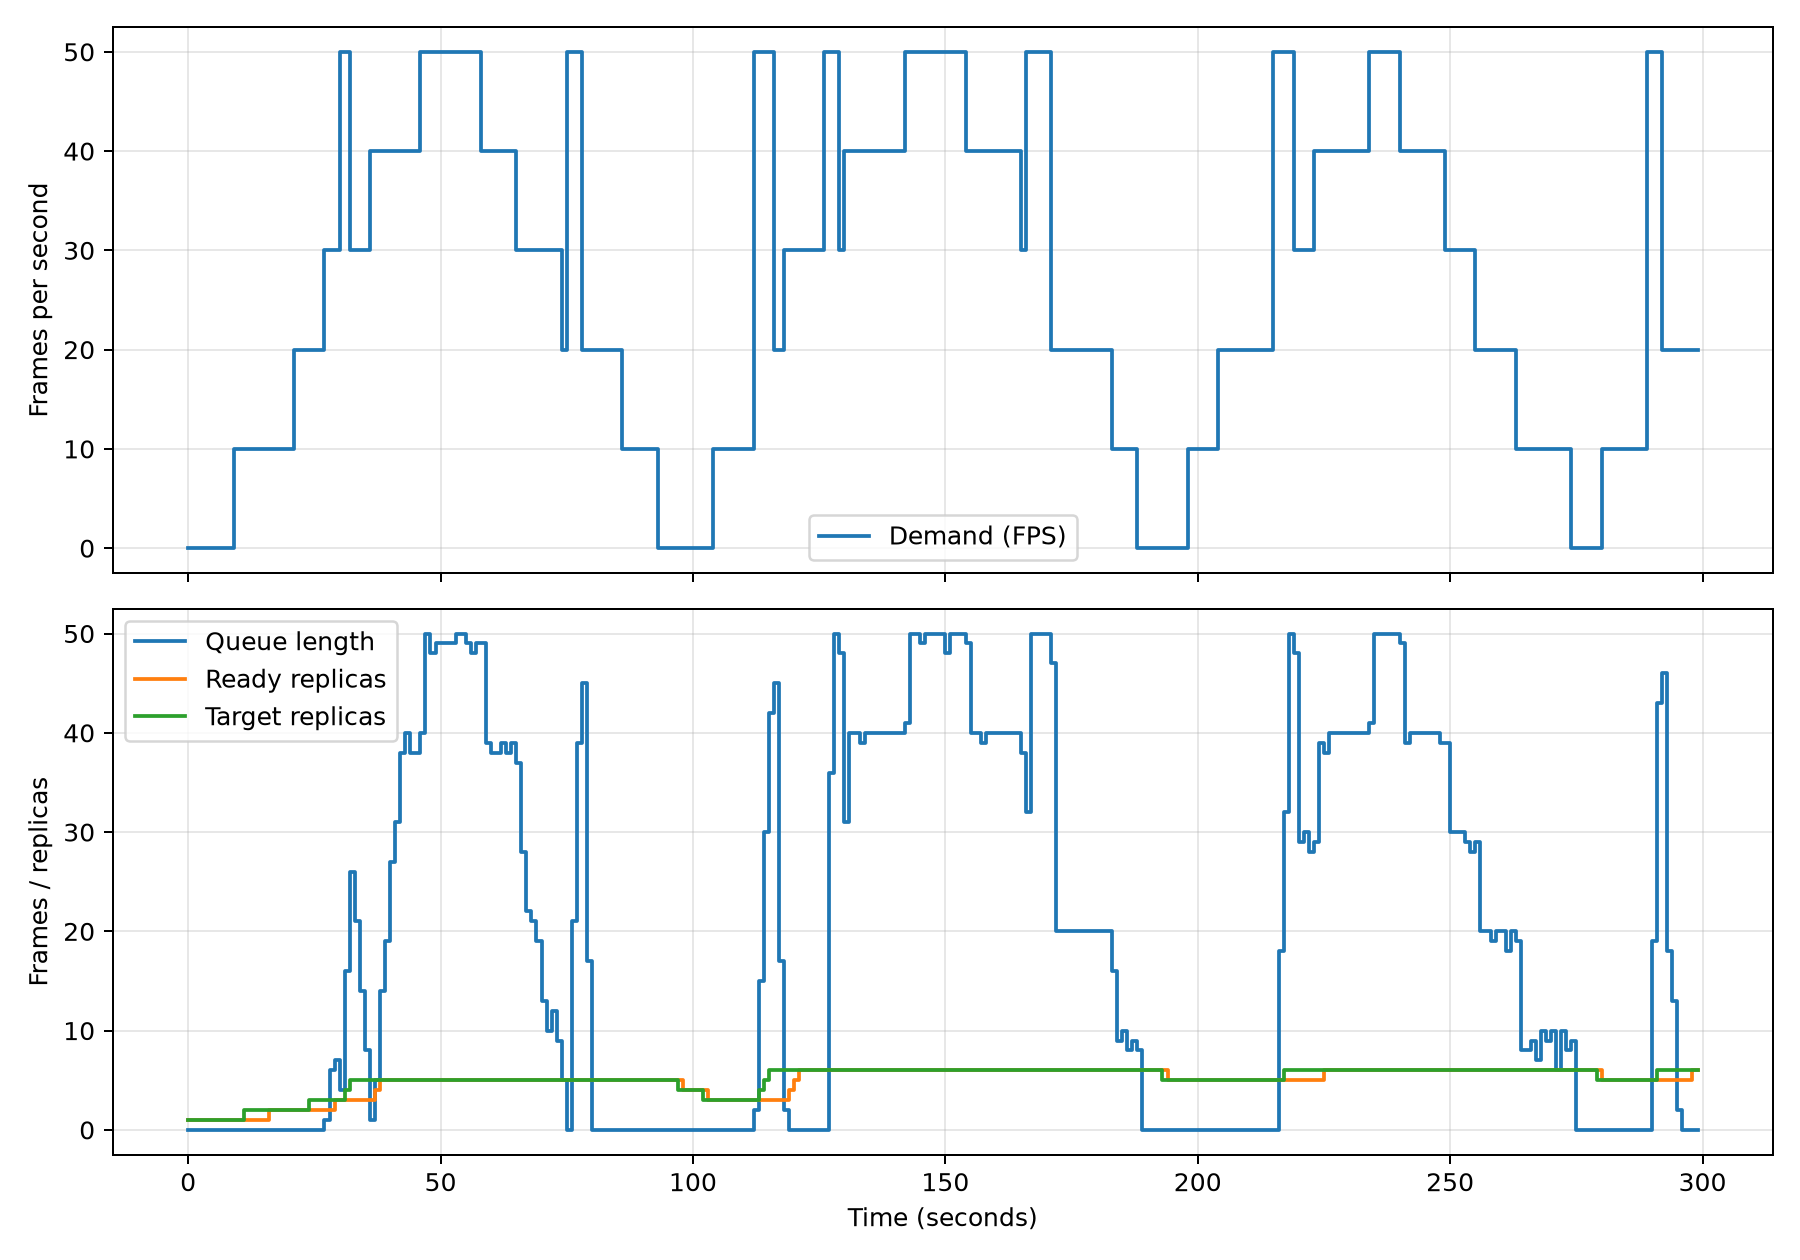 50
40
30
20
10
0
Frames per second
Demand (FPS)
Queue length
Ready replicas
Target replicas
50
40
30
20
10
0
Frames / replicas
0 50 100 150 200 250 300
Time (seconds)